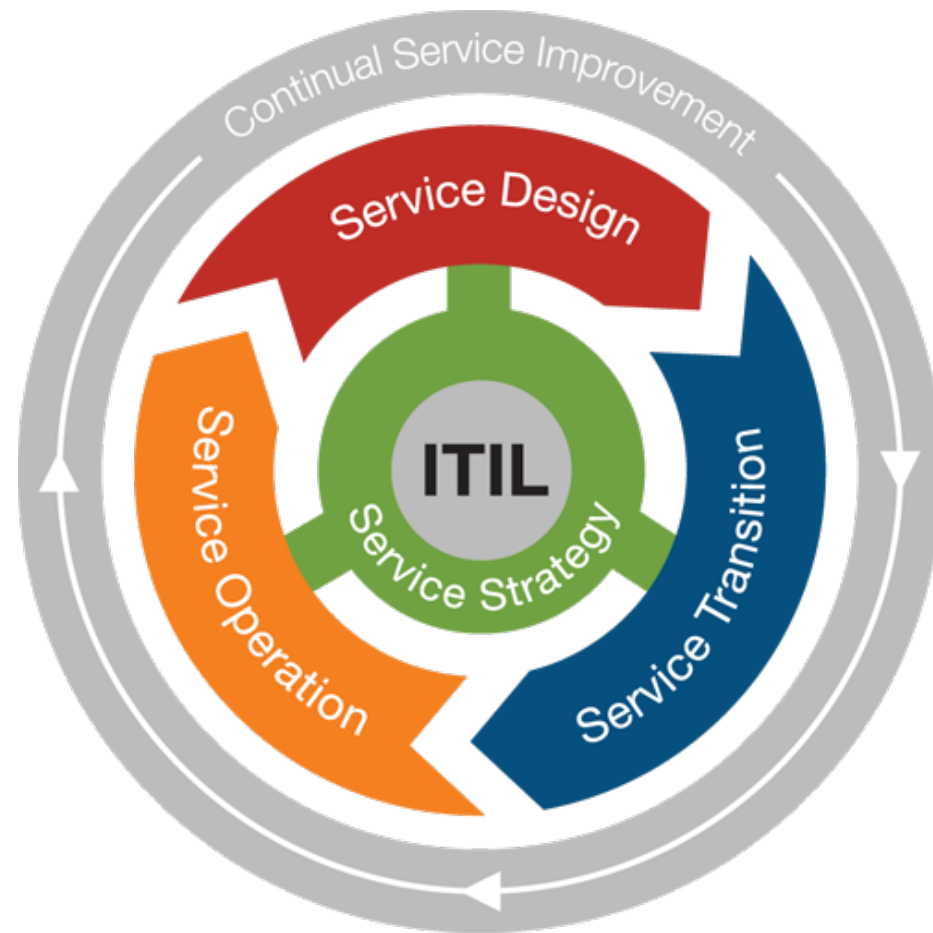 Continual Service Improvement
Service Design
Service Transition
Service Operation
Service Strategy
ITIL